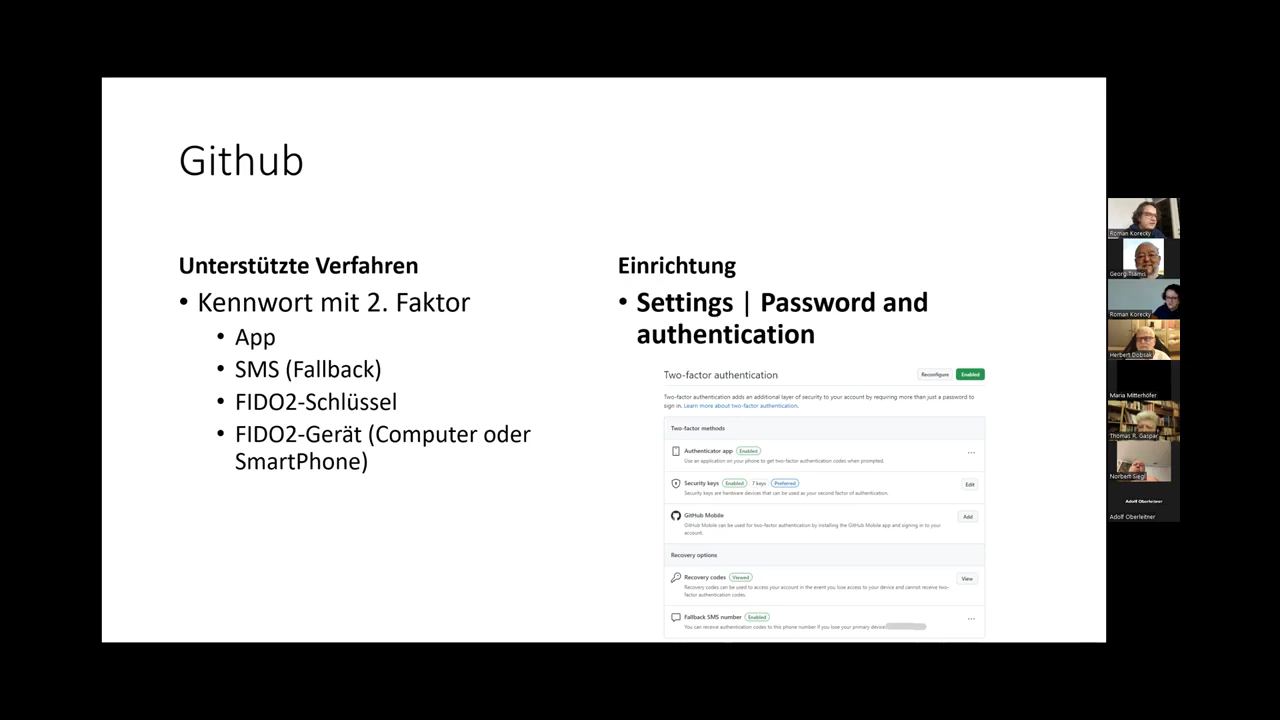 Github
Unterstützte Verfahren
• Kennwort mit 2. Faktor
• App
• SMS (Fallback)
• FIDO2-Schlüssel
• FIDO2-Gerät (Computer oder
SmartPhone)
Einrichtung
• Settings | Password and
authentication
Two-factor authentication
Reconfigure Enabled
Two-factor authentication adds an additional layer of security to your account by requiring more than just a password to
sign in. Learn more about two-factor authentication.
Two-factor methods
Authenticator app Enabled ...
Use an application on your phone to get two-factor authentication codes when prompted.
Security keys Enabled 7 keys Preferred Edit
Security keys are hardware devices that can be used as your second factor of authentication.
GitHub Mobile Add
GitHub Mobile can be used for two-factor authentication by installing the GitHub Mobile app and signing in to your
account.
Recovery options
Recovery codes Viewed View
Recovery codes can be used to access your account in the event you lose access to your device and cannot receive two-
factor authentication codes.
Fallback SMS number Enabled ...
You can receive authentication codes to this phone number if you lose your primary device.
Roman Korecky
Georg Tsamis
Roman Korecky
Herbert Dobsak
Maria Mitterhöfer
Thomas R. Gaspar
Norbert Siegl
Adolf Oberleitner
Adolf Oberleitner